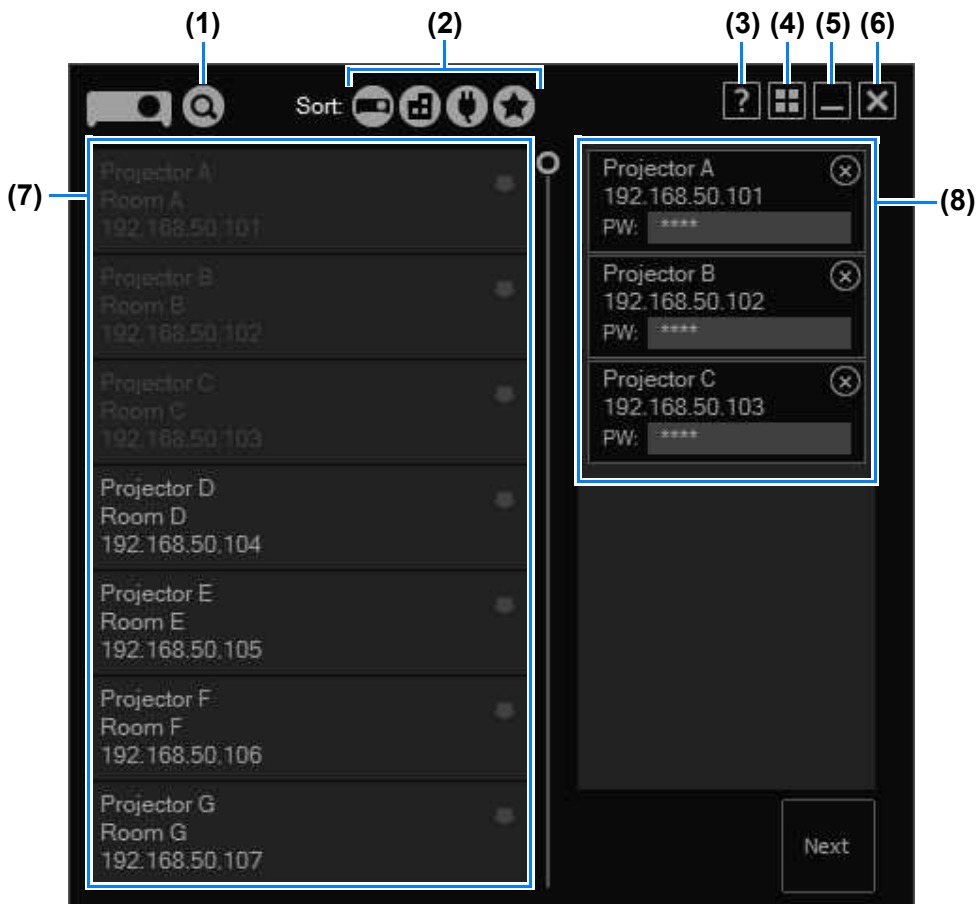 (1)
(2)
(3)
(4)
(5)
(6)
Sort:
?
(7)
Projector A
Room A
192.168.50.101
Projector B
Room B
192.168.50.102
Projector C
Room C
192.168.50.103
Projector D
Room D
192.168.50.104
Projector E
Room E
192.168.50.105
Projector F
Room F
192.168.50.106
Projector G
Room G
192.168.50.107
Projector A
192.168.50.101
PW: ****
Projector B
192.168.50.102
PW: ****
Projector C
192.168.50.103
PW: ****
(8)
Next